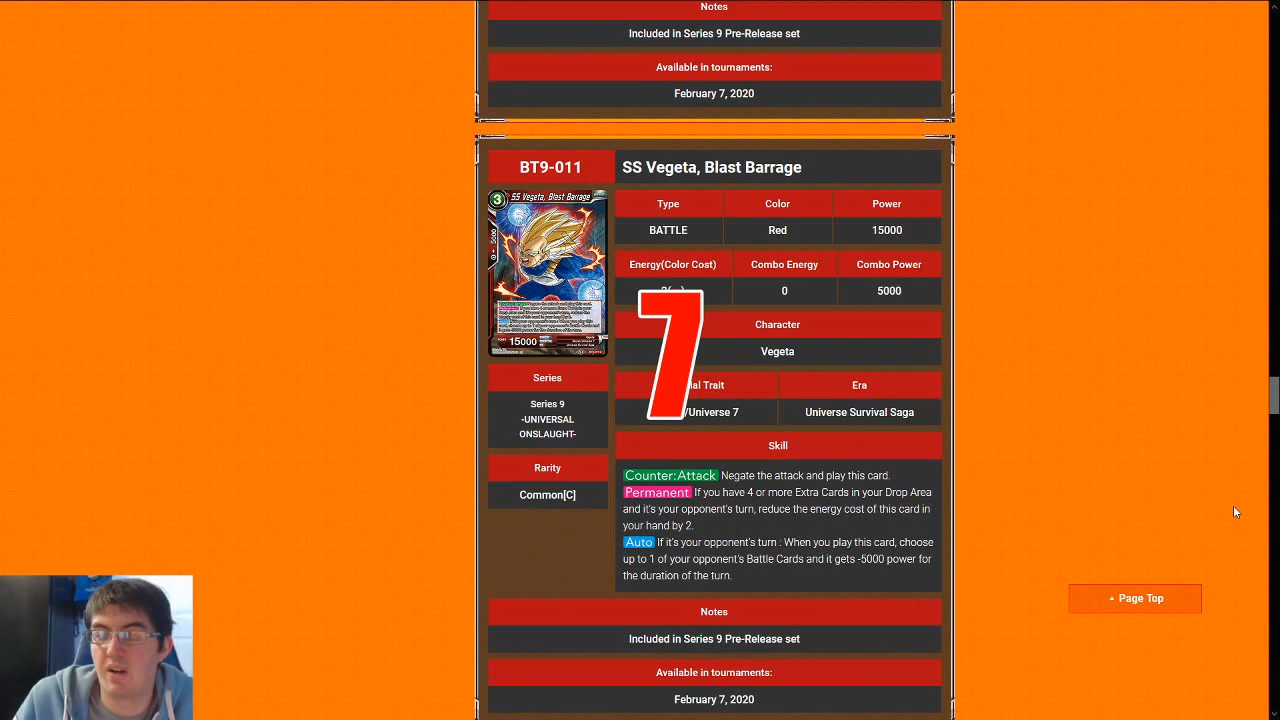 Notes
Included in Series 9 Pre-Release set
Available in tournaments:
February 7, 2020
BT9-011
SS Vegeta, Blast Barrage
3
SS Vegeta, Blast Barrage
15000
Type
Color
Power
BATTLE
Red
15000
Energy(Color Cost)
Combo Energy
Combo Power
0
5000
7
Character
Vegeta
Trait
Era
/Universe 7
Universe Survival Saga
Series
Series 9
-UNIVERSAL
ONSLAUGHT-
Rarity
Common[C]
Skill
Counter:Attack Negate the attack and play this card.
Permanent If you have 4 or more Extra Cards in your Drop Area
and it's your opponent's turn, reduce the energy cost of this card in
your hand by 2.
Auto If it's your opponent's turn : When you play this card, choose
up to 1 of your opponent's Battle Cards and it gets -5000 power for
the duration of the turn.
Page Top
Notes
Included in Series 9 Pre-Release set
Available in tournaments:
February 7, 2020